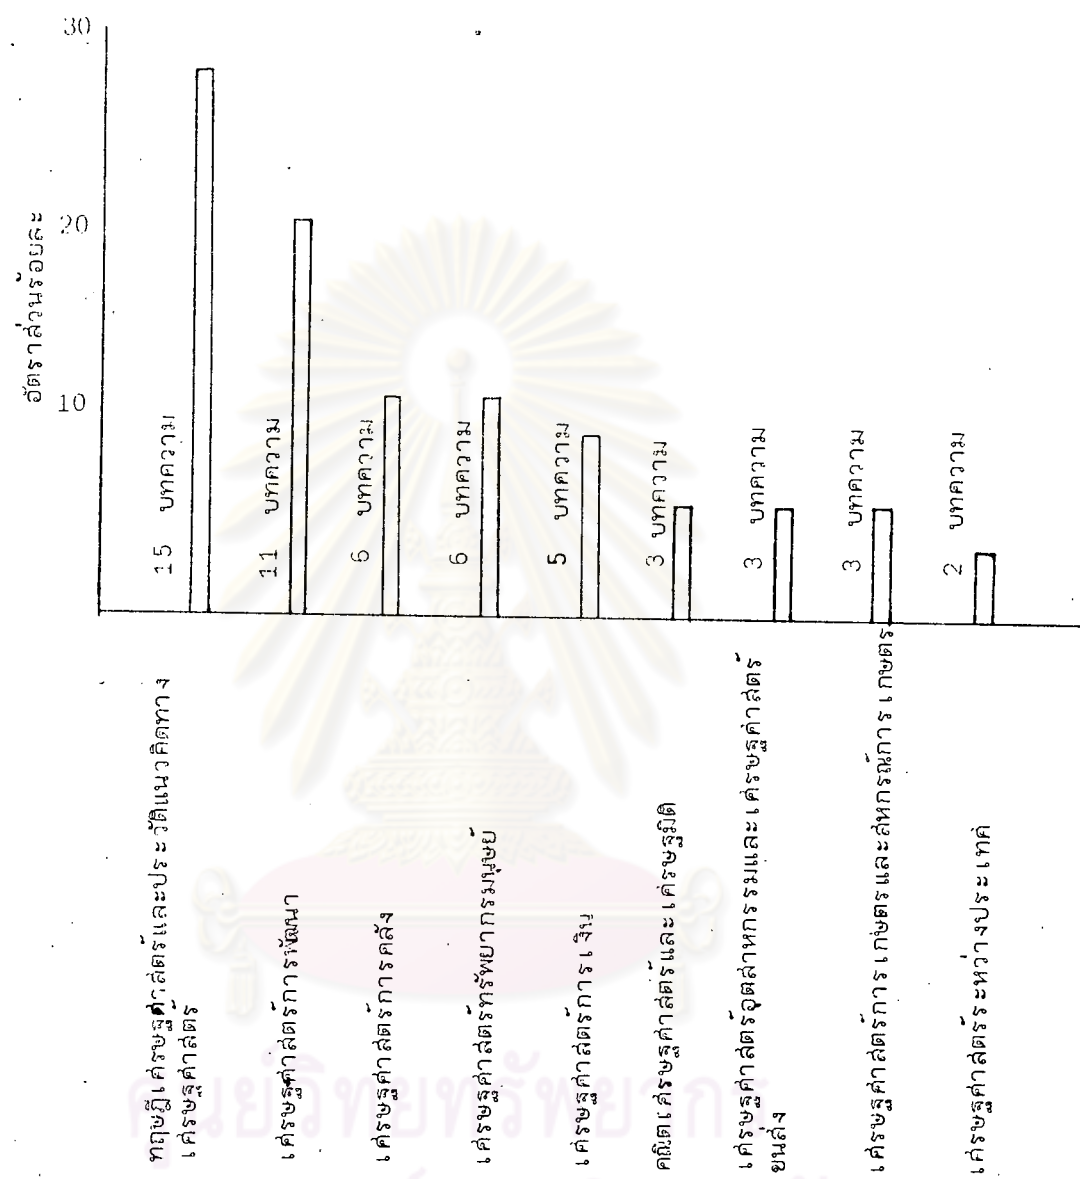 อัตราส่วนร้อยละ
30
20
10
15 บทความ
11 บทความ
6 บทความ
6 บทความ
5 บทความ
3 บทความ
3 บทความ
3 บทความ
2 บทความ
ทฤษฎีเศรษฐศาสตร์และประวัติแนวคิดทาง
เศรษฐศาสตร์
เศรษฐศาสตร์การพัฒนา
เศรษฐศาสตร์การคลัง
เศรษฐศาสตร์ทรัพยากรมนุษย์
เศรษฐศาสตร์การเงิน
คณิตเศรษฐศาสตร์และเศรษฐมิติ
เศรษฐศาสตร์อุตสาหกรรมและเศรษฐศาสตร์
ขนส่ง
เศรษฐศาสตร์การเกษตรและสหกรณ์การเกษตร
เศรษฐศาสตร์ระหว่างประเทศ
ศูนย์วิทยทรัพยากร